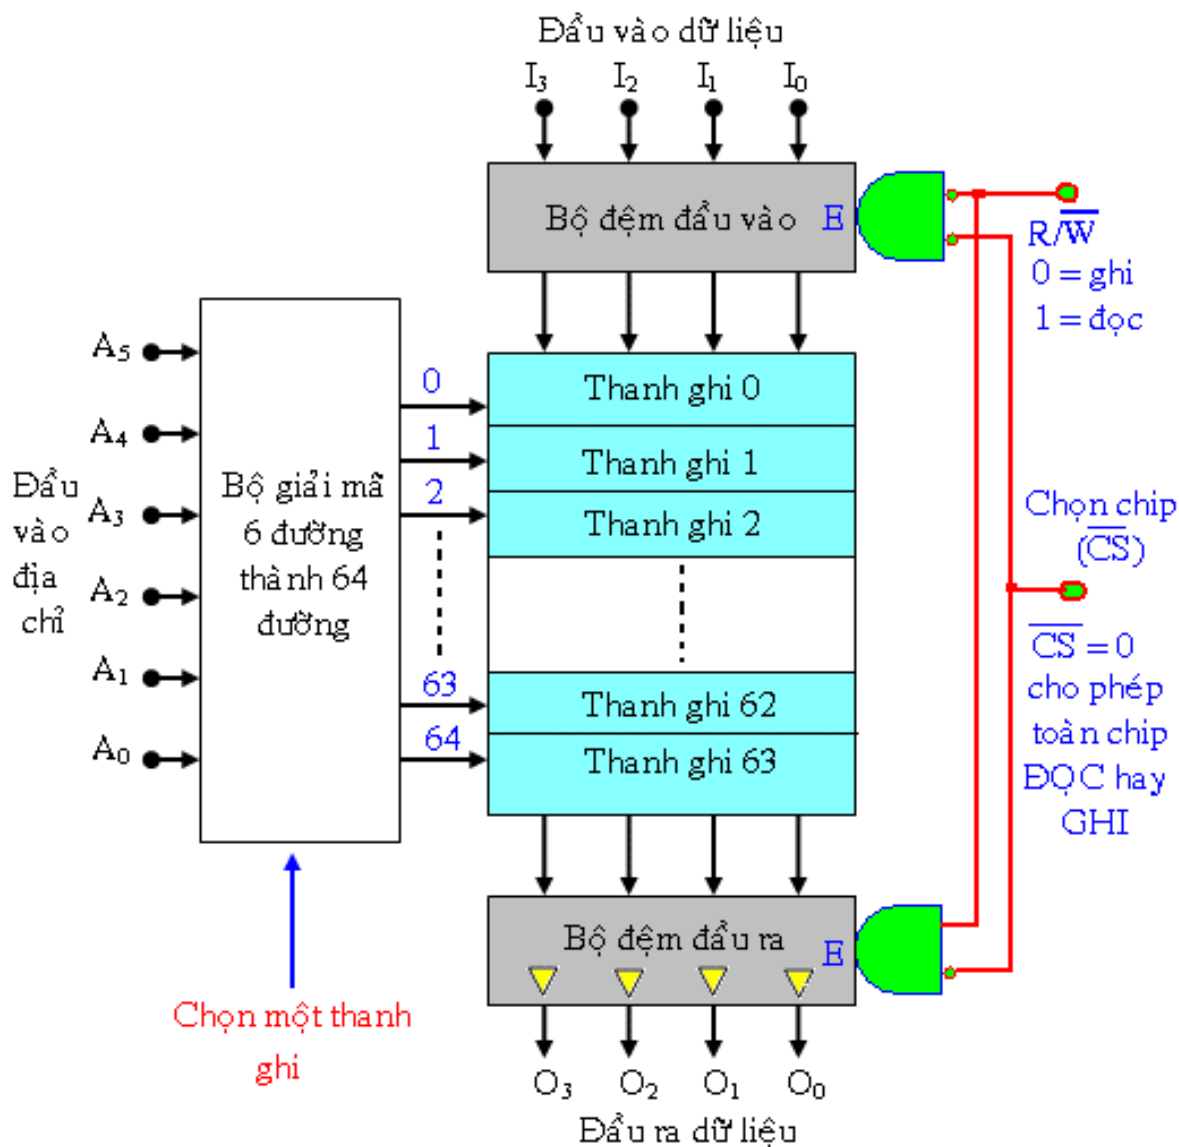 Đầu vào dữ liệu
I3 I2 I1 I0
Bộ đệm đầu vào E
R/W̅
0 = ghi
1 = đọc
A5
A4
A3
A2
A1
A0
Đầu
vào
địa
chỉ
Bộ giải mã
6 đường
thành 64
đường
0
1
2
63
64
Thanh ghi 0
Thanh ghi 1
Thanh ghi 2
Thanh ghi 62
Thanh ghi 63
Chọn chip
(C̅S̅)
C̅S̅ = 0
cho phép
toàn chip
ĐỌC hay
GHI
Bộ đệm đầu ra E
Chọn một thanh
ghi
O3 O2 O1 O0
Đầu ra dữ liệu